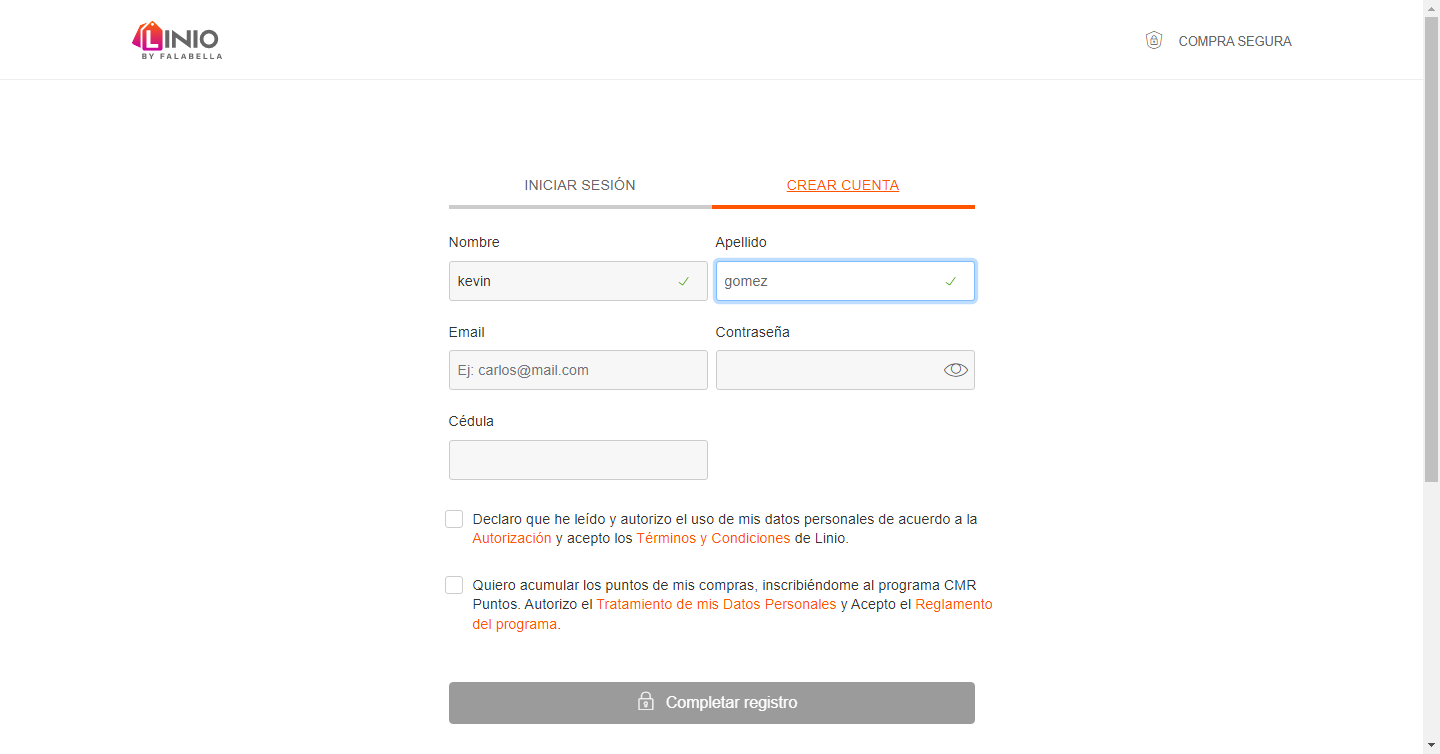 LINIO
BY FALABELLA
COMPRA SEGURA
INICIAR SESIÓN
CREAR CUENTA
Nombre
Apellido
kevin
gomez
Email
Contraseña
Ej: carlos@mail.com
Cédula
Declaro que he leído y autorizo el uso de mis datos personales de acuerdo a la
Autorización y acepto los Términos y Condiciones de Linio.
Quiero acumular los puntos de mis compras, inscribiéndome al programa CMR
Puntos. Autorizo el Tratamiento de mis Datos Personales y Acepto el Reglamento
del programa.
Completar registro